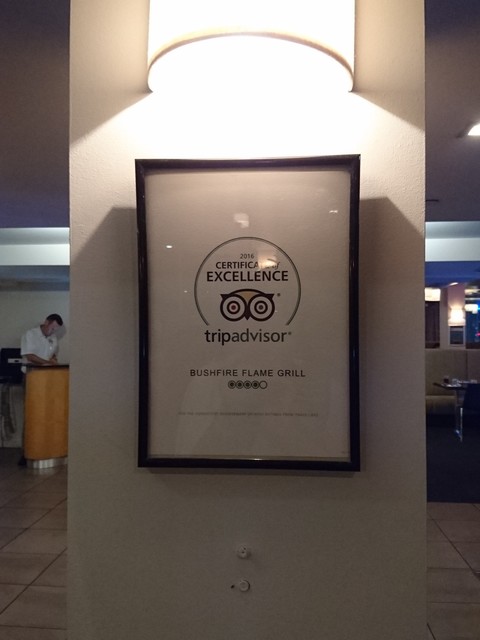 2016
CERTIFICATE of
EXCELLENCE
tripadvisor®
BUSHFIRE FLAME GRILL